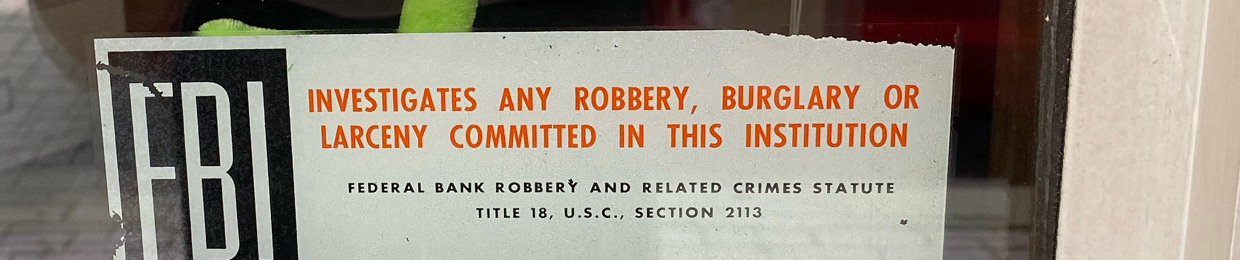 FBI
INVESTIGATES ANY ROBBERY, BURGLARY OR
LARCENY COMMITTED IN THIS INSTITUTION
FEDERAL BANK ROBBERY AND RELATED CRIMES STATUTE
TITLE 18, U.S.C., SECTION 2113